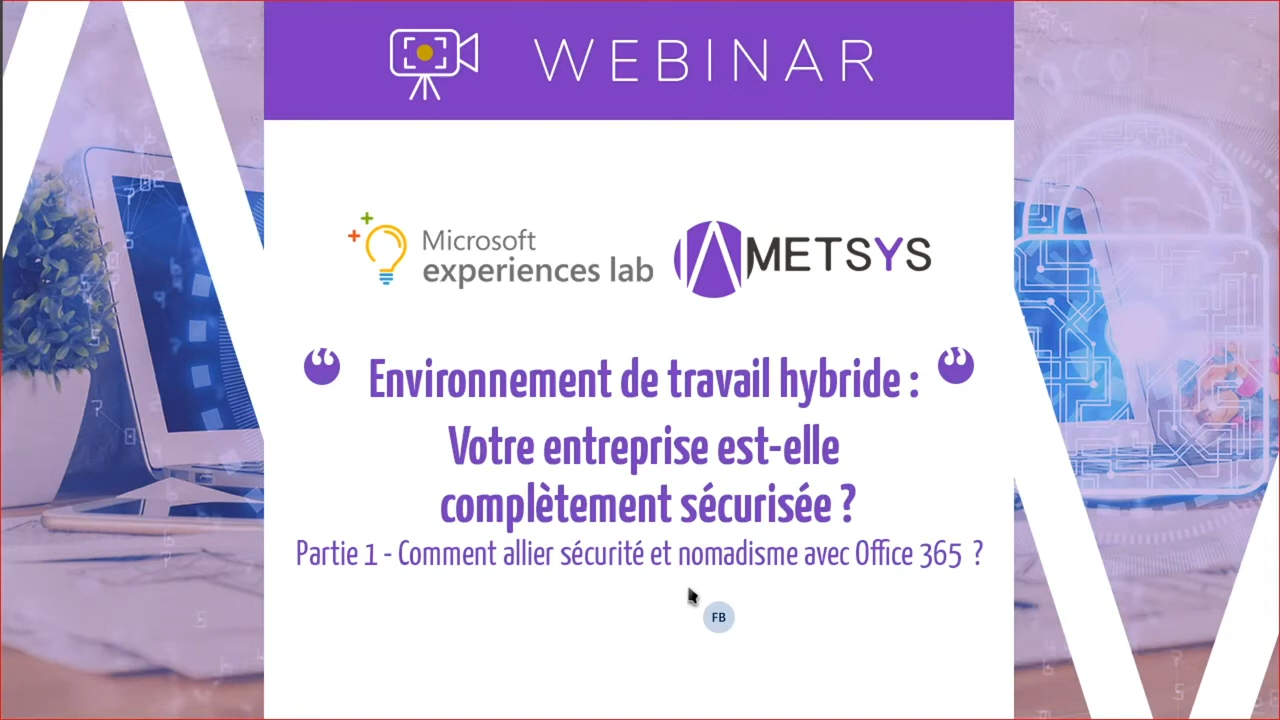 WEBINAR
Microsoft
experiences lab
METSYS
Environnement de travail hybride :
Votre entreprise est-elle
complètement sécurisée ?
Partie 1 - Comment allier sécurité et nomadisme avec Office 365 ?
FB